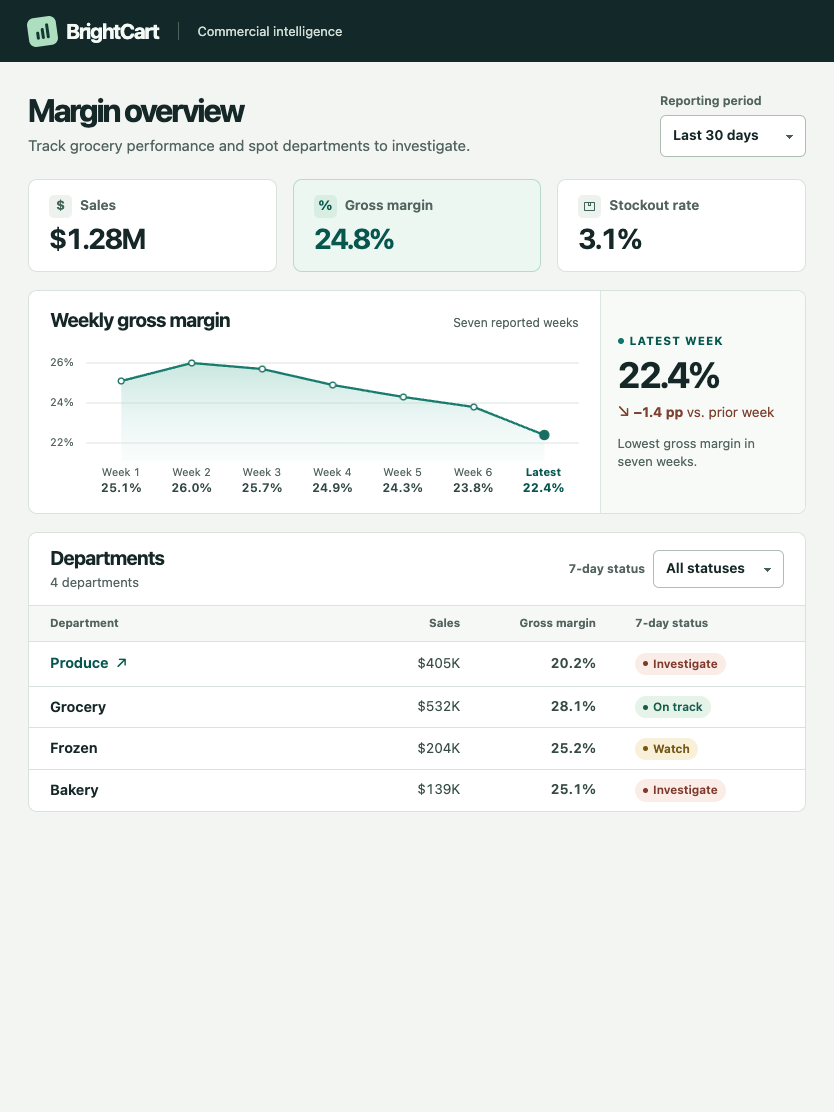 BrightCart
Commercial intelligence
Margin overview
Track grocery performance and spot departments to investigate.
Reporting period
Last 30 days
$ Sales
$1.28M
% Gross margin
24.8%
Stockout rate
3.1%
Weekly gross margin
Seven reported weeks
26%
24%
22%
Week 1 Week 2 Week 3 Week 4 Week 5 Week 6 Latest
25.1% 26.0% 25.7% 24.9% 24.3% 23.8% 22.4%
LATEST WEEK
22.4%
↘ −1.4 pp vs. prior week
Lowest gross margin in
seven weeks.
Departments
4 departments
7-day status
All statuses
Department Sales Gross margin 7-day status
Produce ↗ $405K 20.2% Investigate
Grocery $532K 28.1% On track
Frozen $204K 25.2% Watch
Bakery $139K 25.1% Investigate